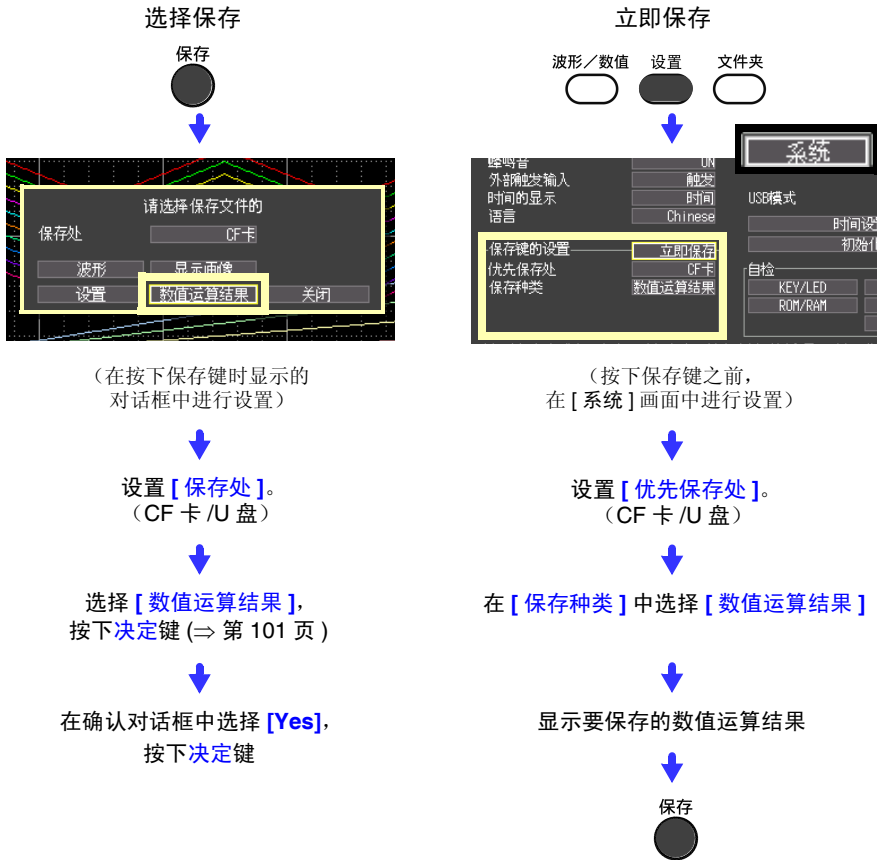 选择保存
保存
请选择保存文件的
保存处 CF卡
波形 显示画像
设置 数值运算结果 关闭
（在按下保存键时显示的
对话框中进行设置）
设置 [ 保存处 ]。
（CF 卡 /U 盘）
选择 [ 数值运算结果 ]，
按下决定键 (⇒ 第 101 页 )
在确认对话框中选择 [Yes]，
按下决定键
立即保存
波形／数值 设置 文件夹
系统
蜂鸣音 ON
外部触发输入 触发
时间的显示 时间
语言 Chinese
保存键的设置 立即保存
优先保存处 CF卡
保存种类 数值运算结果
USB模式
时间设
初始化
自检
KEY/LED
ROM/RAM
（按下保存键之前，
在 [ 系统 ] 画面中进行设置）
设置 [ 优先保存处 ]。
（CF 卡 /U 盘）
在 [ 保存种类 ] 中选择 [ 数值运算结果 ]
显示要保存的数值运算结果
保存